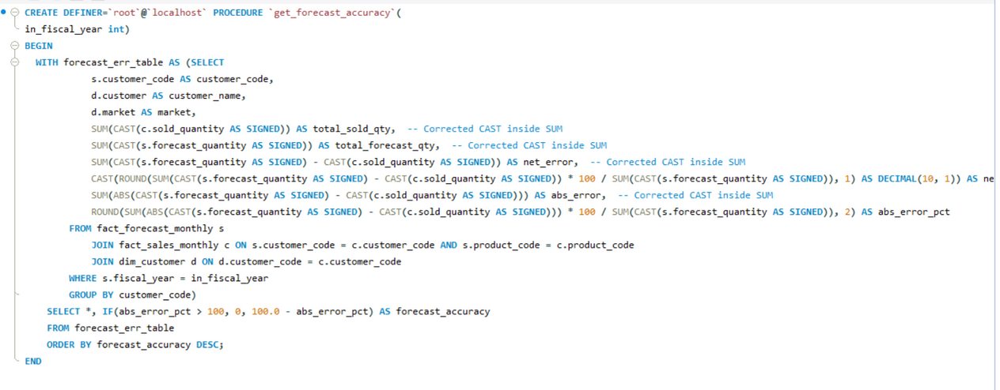 CREATE DEFINER=`root`@`localhost` PROCEDURE `get_forecast_accuracy`(
in_fiscal_year int)
BEGIN
WITH forecast_err_table AS (SELECT
s.customer_code AS customer_code,
d.customer AS customer_name,
d.market AS market,
SUM(CAST(c.sold_quantity AS SIGNED)) AS total_sold_qty,  -- Corrected CAST inside SUM
SUM(CAST(s.forecast_quantity AS SIGNED)) AS total_forecast_qty,  -- Corrected CAST inside SUM
SUM(CAST(s.forecast_quantity AS SIGNED) - CAST(c.sold_quantity AS SIGNED)) AS net_error,  -- Corrected CAST inside SUM
CAST(ROUND(SUM(CAST(s.forecast_quantity AS SIGNED) - CAST(c.sold_quantity AS SIGNED)) * 100 / SUM(CAST(s.forecast_quantity AS SIGNED)), 1) AS DECIMAL(10, 1)) AS ne
SUM(ABS(CAST(s.forecast_quantity AS SIGNED) - CAST(c.sold_quantity AS SIGNED))) AS abs_error,  -- Corrected CAST inside SUM
ROUND(SUM(ABS(CAST(s.forecast_quantity AS SIGNED) - CAST(c.sold_quantity AS SIGNED))) * 100 / SUM(CAST(s.forecast_quantity AS SIGNED)), 2) AS abs_error_pct
FROM fact_forecast_monthly s
JOIN fact_sales_monthly c ON s.customer_code = c.customer_code AND s.product_code = c.product_code
JOIN dim_customer d ON d.customer_code = c.customer_code
WHERE s.fiscal_year = in_fiscal_year
GROUP BY customer_code)
SELECT *, IF(abs_error_pct > 100, 0, 100.0 - abs_error_pct) AS forecast_accuracy
FROM forecast_err_table
ORDER BY forecast_accuracy DESC;
END